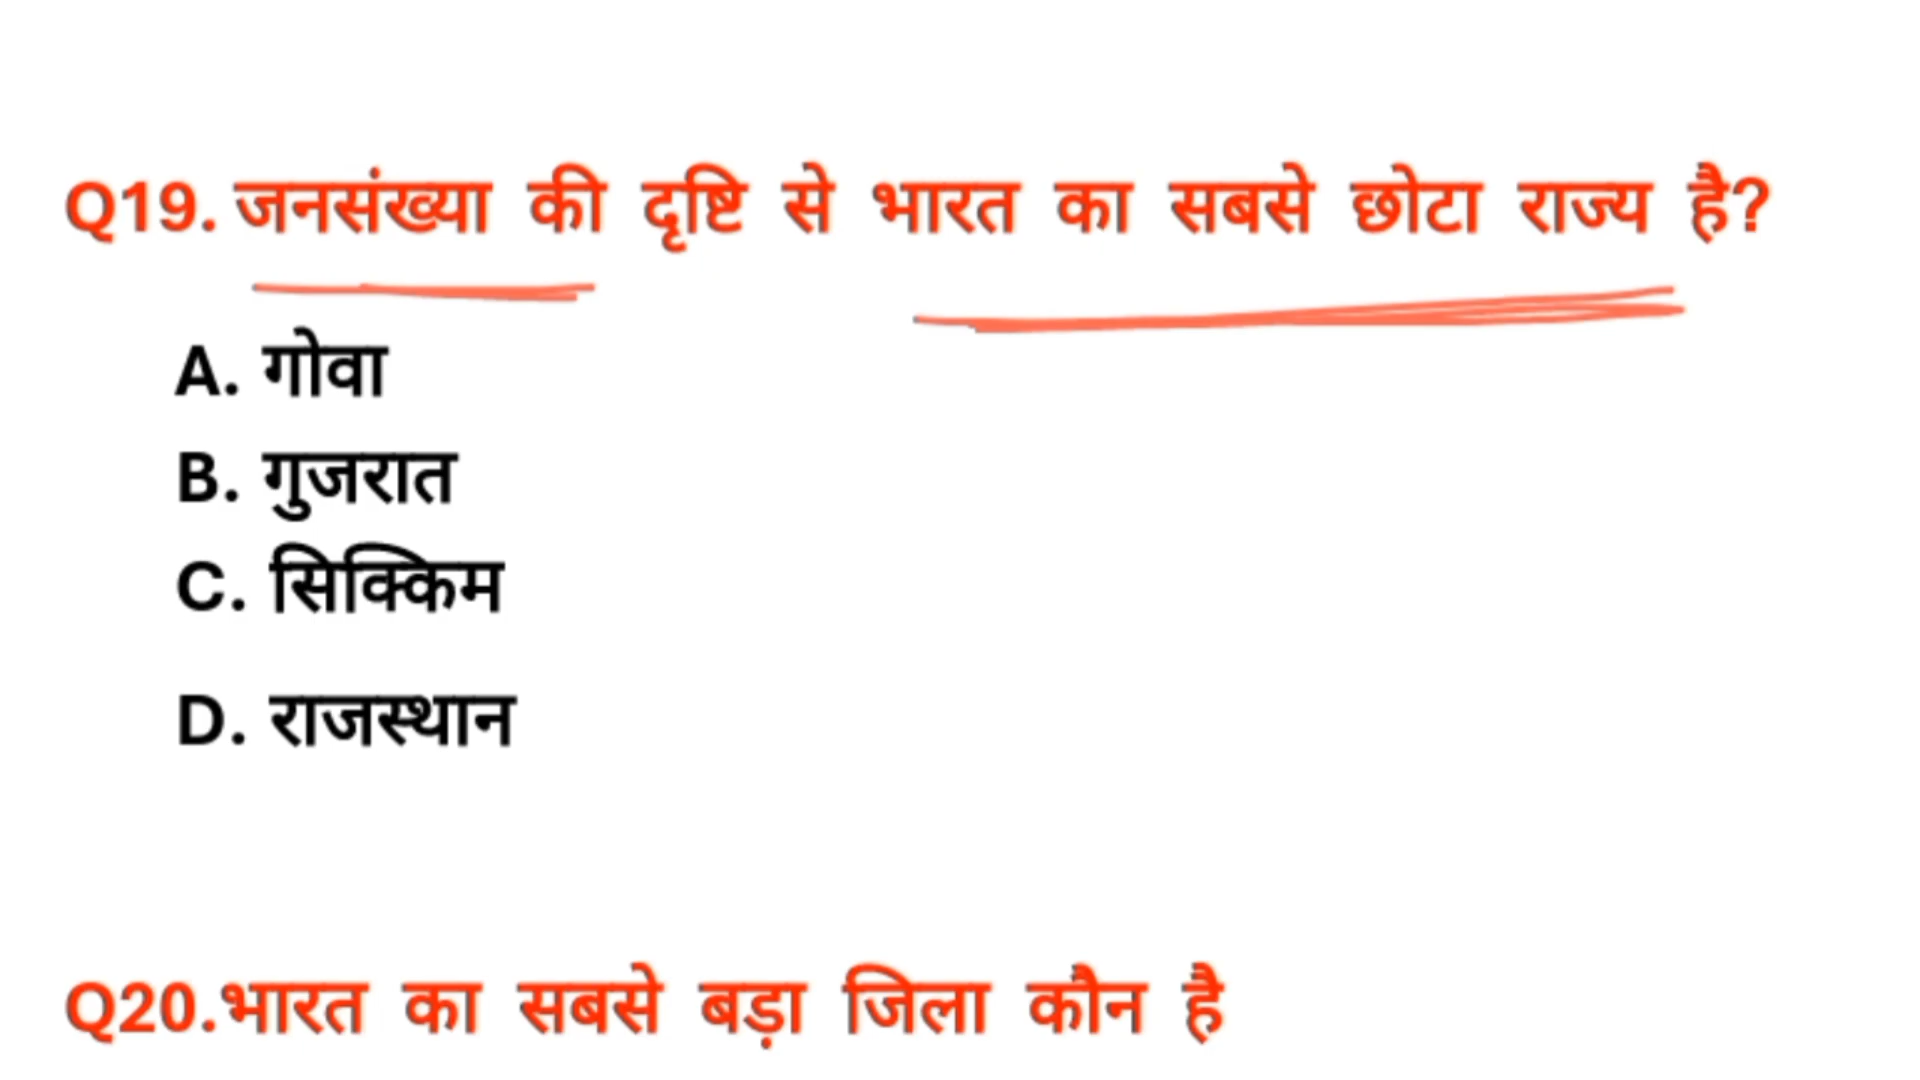 Q19. जनसंख्या की दृष्टि से भारत का सबसे छोटा राज्य है?
A. गोवा
B. गुजरात
C. सिक्किम
D. राजस्थान
Q20.भारत का सबसे बड़ा जिला कौन है